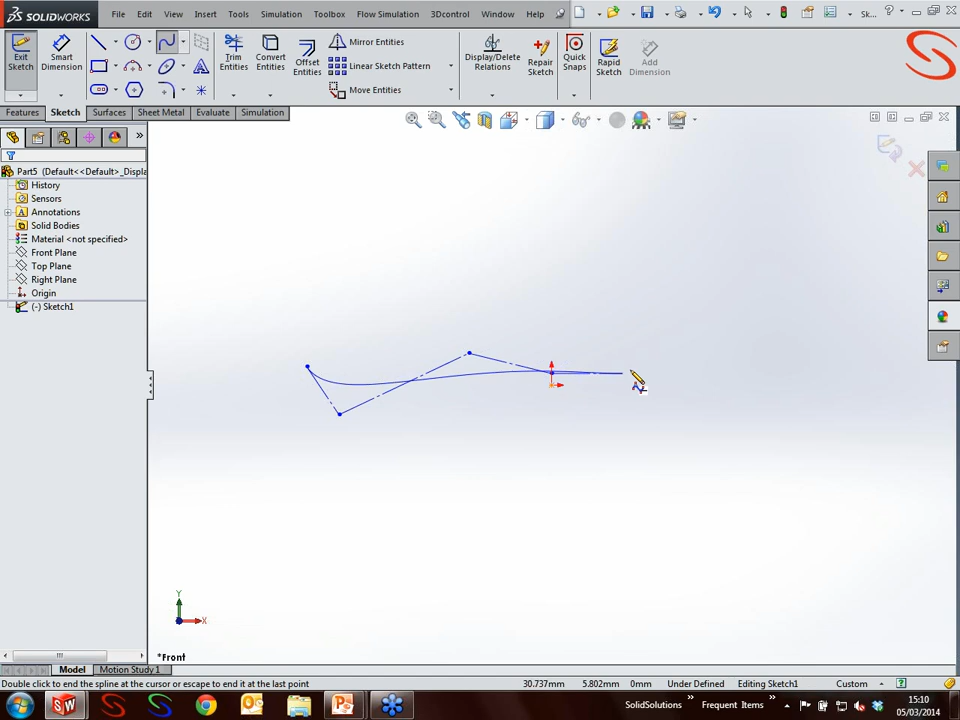 SOLIDWORKS
File Edit View Insert Tools Simulation Toolbox Flow Simulation 3Dcontrol Window Help Sk... ?
Exit Sketch
Smart Dimension
Trim Entities
Convert Entities
Offset Entities
Mirror Entities
Linear Sketch Pattern
Move Entities
Display/Delete Relations
Repair Sketch
Quick Snaps
Rapid Sketch
Add Dimension
Features Sketch Surfaces Sheet Metal Evaluate Simulation
Part5 (Default<<Default>_Displa
History
Sensors
Annotations
Solid Bodies
Material <not specified>
Front Plane
Top Plane
Right Plane
Origin
(-) Sketch1
Y
X
*Front
Model Motion Study 1
Double click to end the spline at the cursor or escape to end it at the last point 30.737mm 5.802mm 0mm Under Defined Editing Sketch1 Custom
SolidSolutions Frequent Items
15:10
05/03/2014